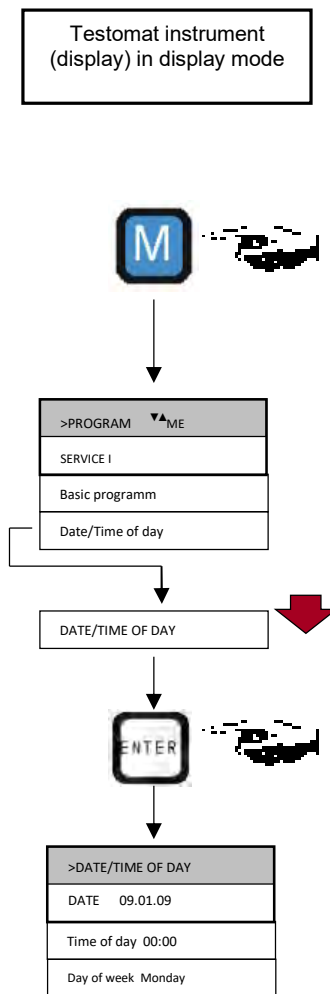 Testomat instrument
(display) in display mode
M
>PROGRAM ▼▲ME
SERVICE I
Basic programm
Date/Time of day
DATE/TIME OF DAY
ENTER
>DATE/TIME OF DAY
DATE 09.01.09
Time of day 00:00
Day of week Monday